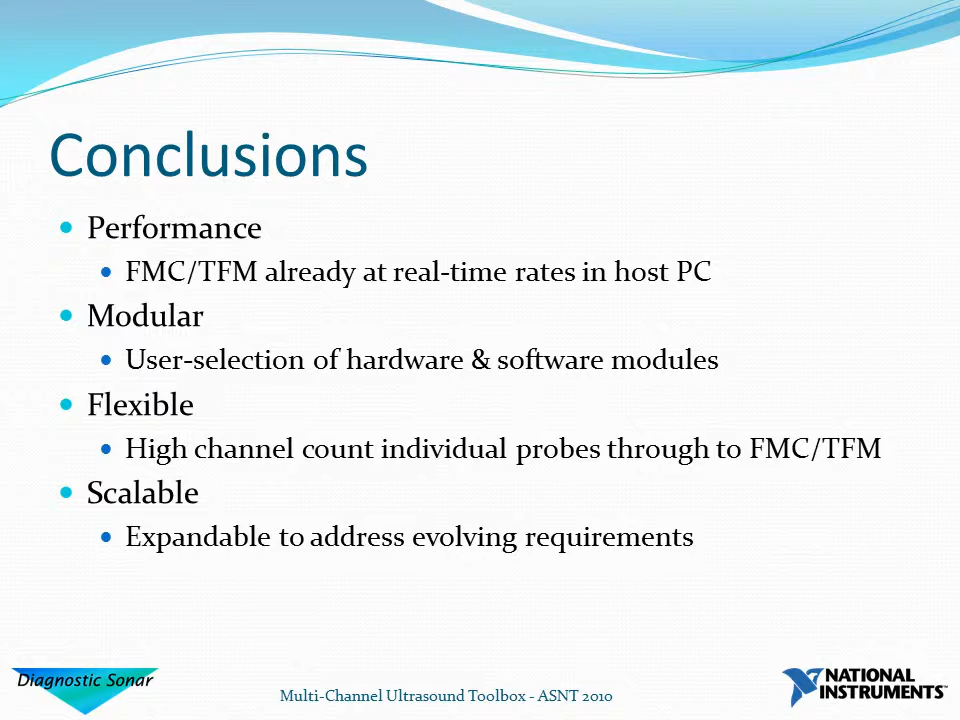 Conclusions
Performance
FMC/TFM already at real-time rates in host PC
Modular
User-selection of hardware & software modules
Flexible
High channel count individual probes through to FMC/TFM
Scalable
Expandable to address evolving requirements
Diagnostic Sonar
Multi-Channel Ultrasound Toolbox - ASNT 2010
NATIONAL
INSTRUMENTS™